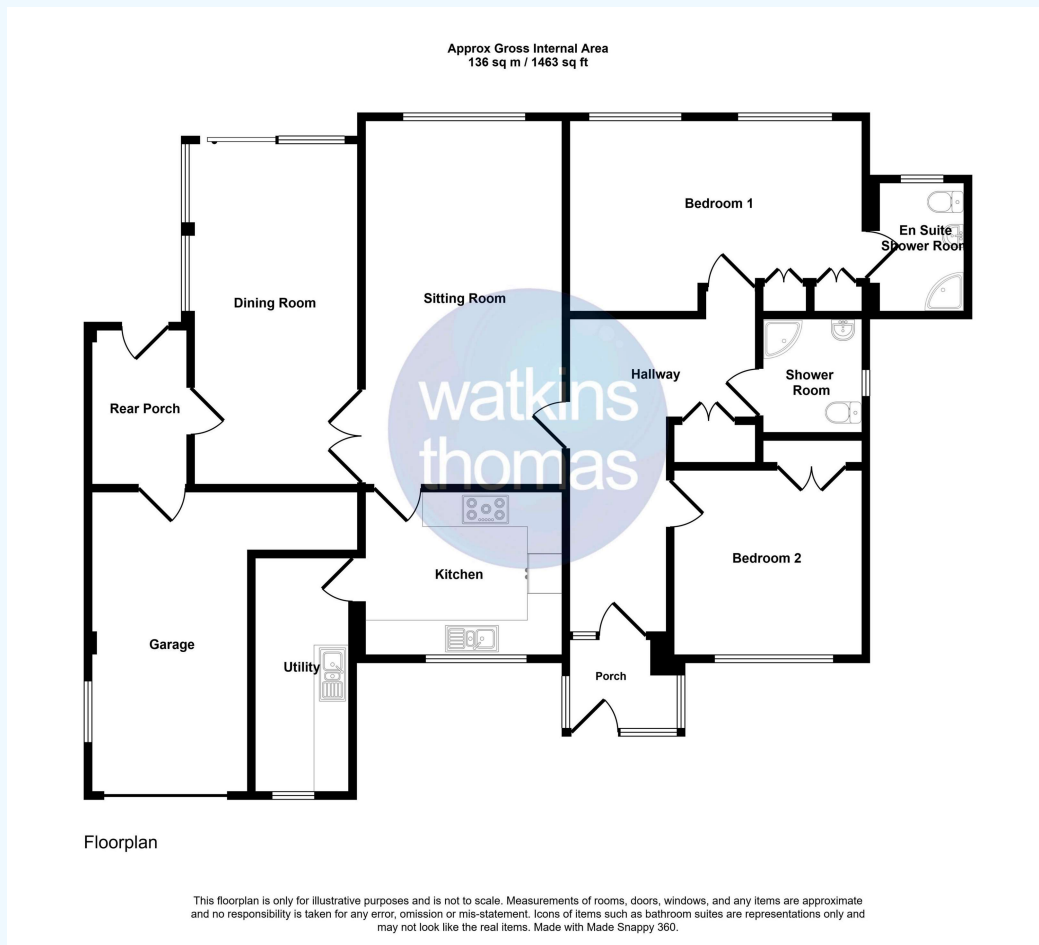 Approx Gross Internal Area
136 sq m / 1463 sq ft
Bedroom 1
En Suite
Shower Room
Dining Room
Sitting Room
Hallway
Shower
Room
Rear Porch
watkins
thomas
Bedroom 2
Kitchen
Garage
Utility
Porch
Floorplan
This floorplan is only for illustrative purposes and is not to scale. Measurements of rooms, doors, windows, and any items are approximate
and no responsibility is taken for any error, omission or mis-statement. Icons of items such as bathroom suites are representations only and
may not look like the real items. Made with Made Snappy 360.